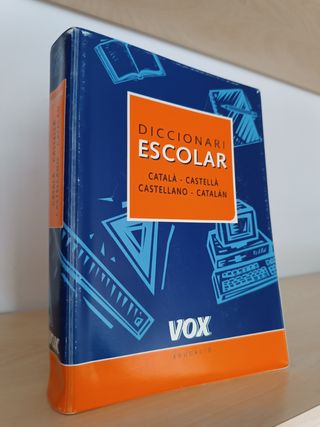 DICCIONARI
ESCOLAR
CATALÀ - CASTELLÀ
CASTELLANO - CATALÁN
VOX